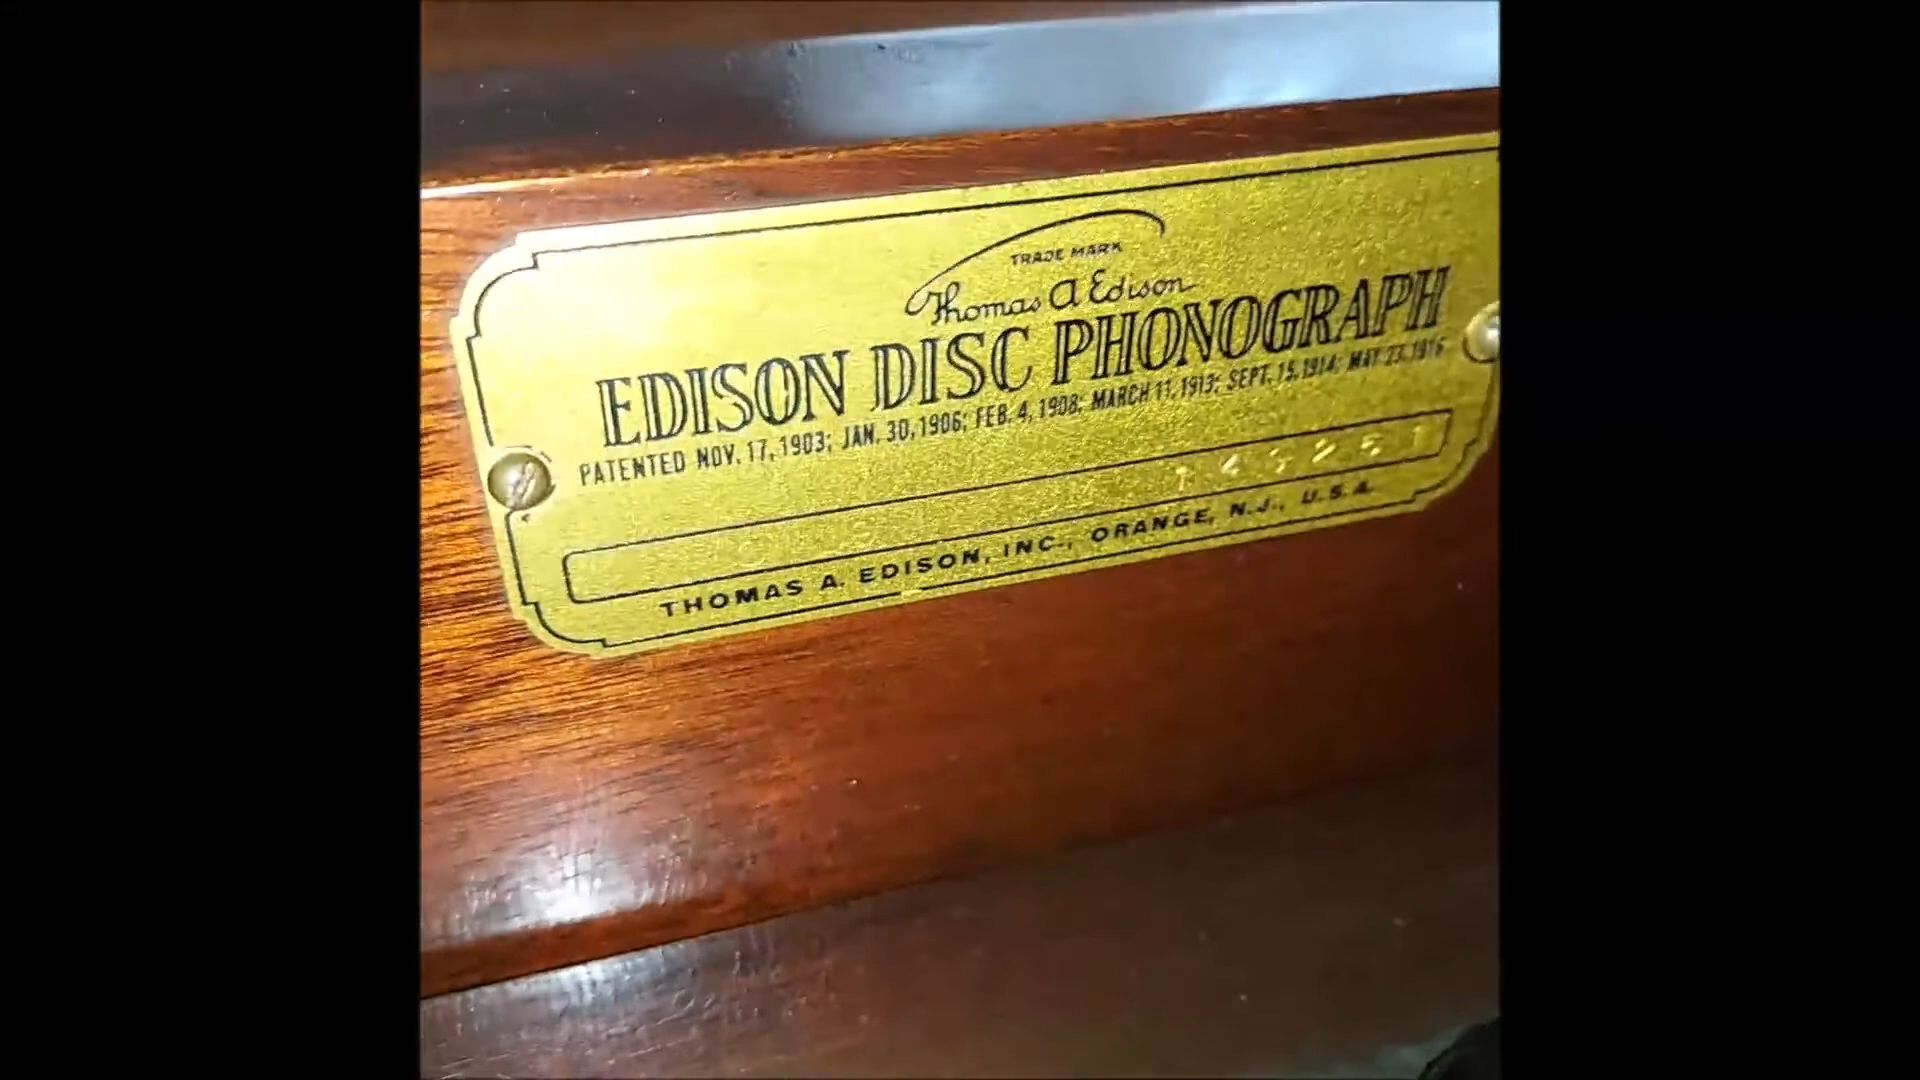 TRADE MARK
Thomas A Edison
EDISON DISC PHONOGRAPH
PATENTED NOV. 17, 1903; JAN. 30, 1906; FEB. 4, 1908; MARCH 11, 1913; SEPT. 15, 1914; MAY 23, 1916
THOMAS A. EDISON, INC., ORANGE, N.J., U.S.A.